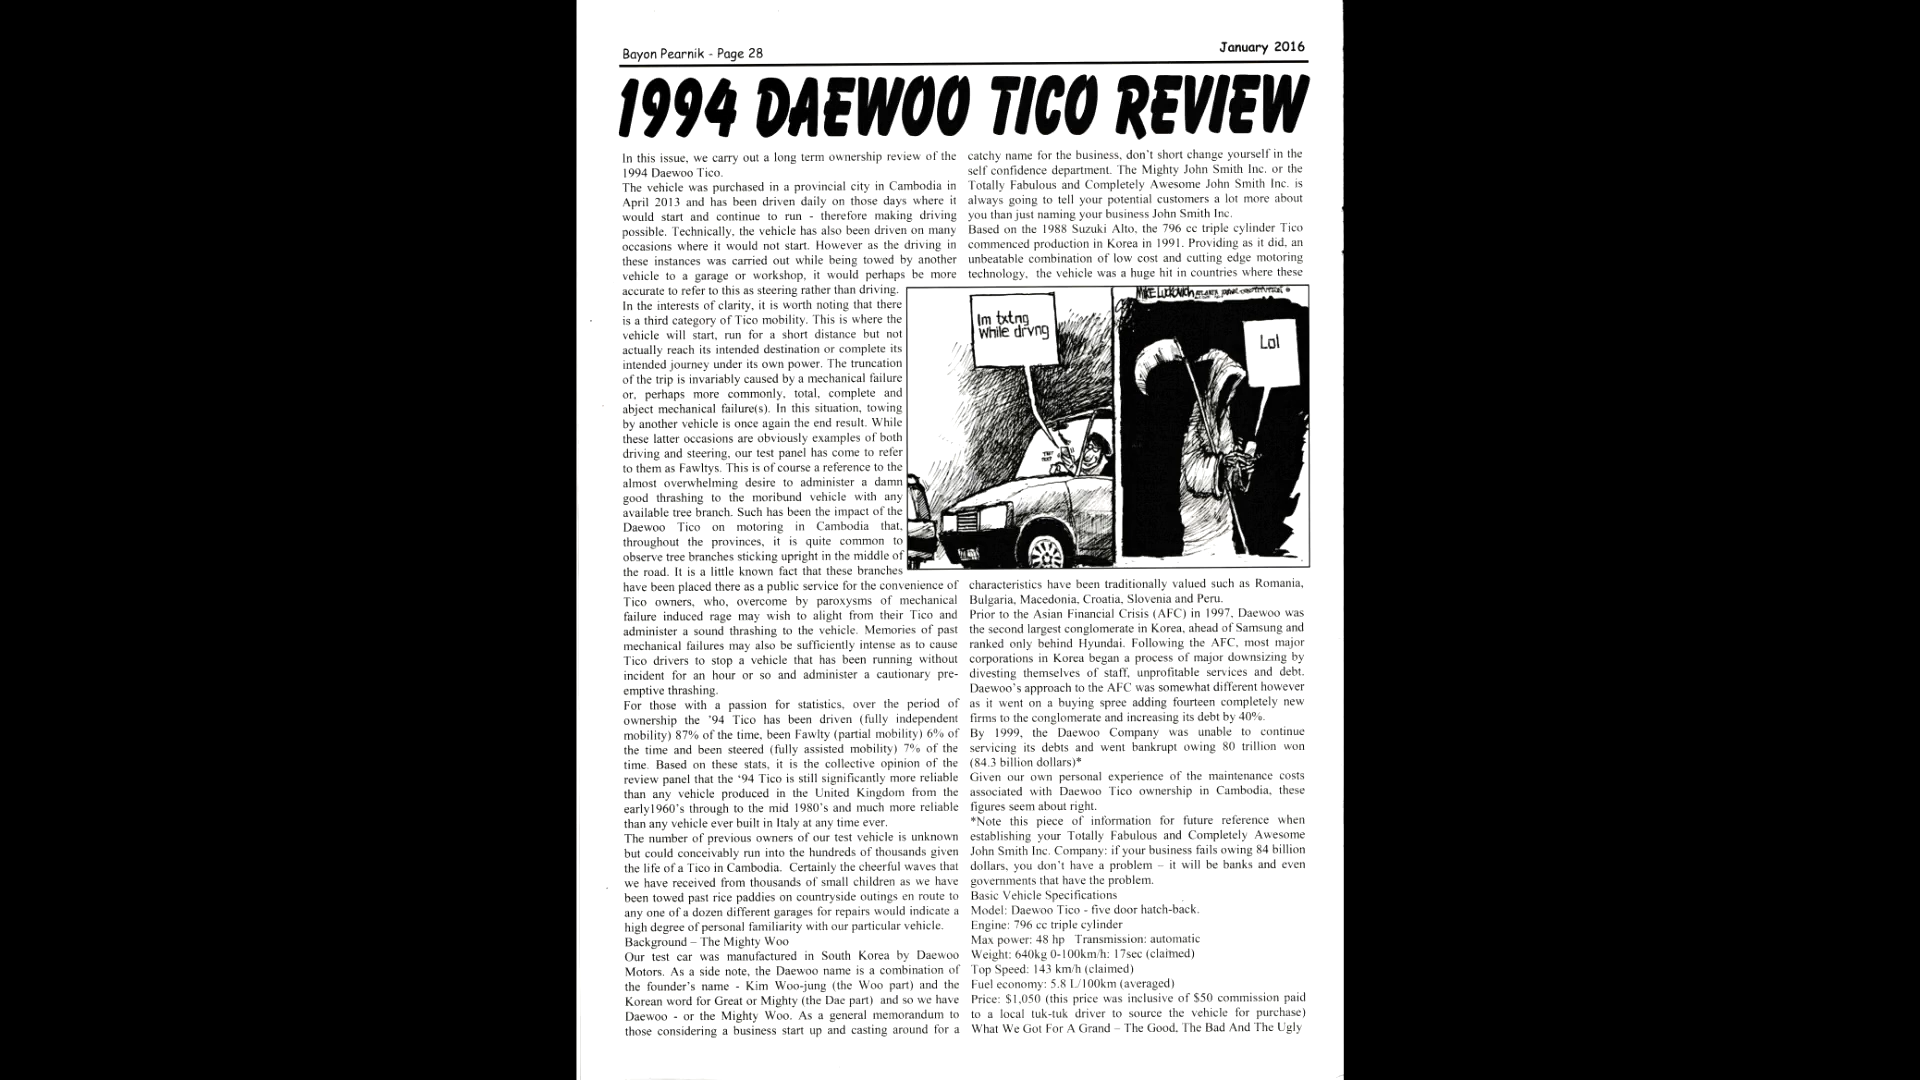 Bayon Pearnik - Page 28
January 2016
1994 DAEWOO TICO REVIEW
In this issue, we carry out a long term ownership review of the
1994 Daewoo Tico.
The vehicle was purchased in a provincial city in Cambodia in
April 2013 and has been driven daily on those days where it
would start and continue to run - therefore making driving
possible. Technically, the vehicle has also been driven on many
occasions where it would not start. However as the driving in
these instances was carried out while being towed by another
vehicle to a garage or workshop, it would perhaps be more
accurate to refer to this as steering rather than driving.
In the interests of clarity, it is worth noting that there
is a third category of Tico mobility. This is where the
vehicle will start, run for a short distance but not
actually reach its intended destination or complete its
intended journey under its own power. The truncation
of the trip is invariably caused by a mechanical failure
or, perhaps more commonly, total, complete and
abject mechanical failure(s). In this situation, towing
by another vehicle is once again the end result. While
these latter occasions are obviously examples of both
driving and steering, our test panel has come to refer
to them as Fawltys. This is of course a reference to the
almost overwhelming desire to administer a damn
good thrashing to the moribund vehicle with any
available tree branch. Such has been the impact of the
Daewoo Tico on motoring in Cambodia that,
throughout the provinces, it is quite common to
observe tree branches sticking upright in the middle of
the road. It is a little known fact that these branches
have been placed there as a public service for the convenience of
Tico owners, who, overcome by paroxysms of mechanical
failure induced rage may wish to alight from their Tico and
administer a sound thrashing to the vehicle. Memories of past
mechanical failures may also be sufficiently intense as to cause
Tico drivers to stop a vehicle that has been running without
incident for an hour or so and administer a cautionary pre-
emptive thrashing.
For those with a passion for statistics, over the period of
ownership the '94 Tico has been driven (fully independent
mobility) 87% of the time, been Fawlty (partial mobility) 6% of
the time and been steered (fully assisted mobility) 7% of the
time. Based on these stats, it is the collective opinion of the
review panel that the '94 Tico is still significantly more reliable
than any vehicle produced in the United Kingdom from the
early1960's through to the mid 1980's and much more reliable
than any vehicle ever built in Italy at any time ever.
The number of previous owners of our test vehicle is unknown
but could conceivably run into the hundreds of thousands given
the life of a Tico in Cambodia. Certainly the cheerful waves that
we have received from thousands of small children as we have
been towed past rice paddies on countryside outings en route to
any one of a dozen different garages for repairs would indicate a
high degree of personal familiarity with our particular vehicle.
Background – The Mighty Woo
Our test car was manufactured in South Korea by Daewoo
Motors. As a side note, the Daewoo name is a combination of
the founder's name - Kim Woo-jung (the Woo part) and the
Korean word for Great or Mighty (the Dae part) and so we have
Daewoo - or the Mighty Woo. As a general memorandum to
those considering a business start up and casting around for a
catchy name for the business, don't short change yourself in the
self confidence department. The Mighty John Smith Inc. or the
Totally Fabulous and Completely Awesome John Smith Inc. is
always going to tell your potential customers a lot more about
you than just naming your business John Smith Inc.
Based on the 1988 Suzuki Alto, the 796 cc triple cylinder Tico
commenced production in Korea in 1991. Providing as it did, an
unbeatable combination of low cost and cutting edge motoring
technology, the vehicle was a huge hit in countries where these
Mike Luckovich
Im txtng
while drvng
Lol
characteristics have been traditionally valued such as Romania,
Bulgaria, Macedonia, Croatia, Slovenia and Peru.
Prior to the Asian Financial Crisis (AFC) in 1997, Daewoo was
the second largest conglomerate in Korea, ahead of Samsung and
ranked only behind Hyundai. Following the AFC, most major
corporations in Korea began a process of major downsizing by
divesting themselves of staff, unprofitable services and debt.
Daewoo's approach to the AFC was somewhat different however
as it went on a buying spree adding fourteen completely new
firms to the conglomerate and increasing its debt by 40%.
By 1999, the Daewoo Company was unable to continue
servicing its debts and went bankrupt owing 80 trillion won
(84.3 billion dollars)*
Given our own personal experience of the maintenance costs
associated with Daewoo Tico ownership in Cambodia, these
figures seem about right.
*Note this piece of information for future reference when
establishing your Totally Fabulous and Completely Awesome
John Smith Inc. Company: if your business fails owing 84 billion
dollars, you don't have a problem – it will be banks and even
governments that have the problem.
Basic Vehicle Specifications
Model: Daewoo Tico - five door hatch-back.
Engine: 796 cc triple cylinder
Max power: 48 hp Transmission: automatic
Weight: 640kg 0-100km/h: 17sec (claimed)
Top Speed: 143 km/h (claimed)
Fuel economy: 5.8 L/100km (averaged)
Price: $1,050 (this price was inclusive of $50 commission paid
to a local tuk-tuk driver to source the vehicle for purchase)
What We Got For A Grand – The Good, The Bad And The Ugly